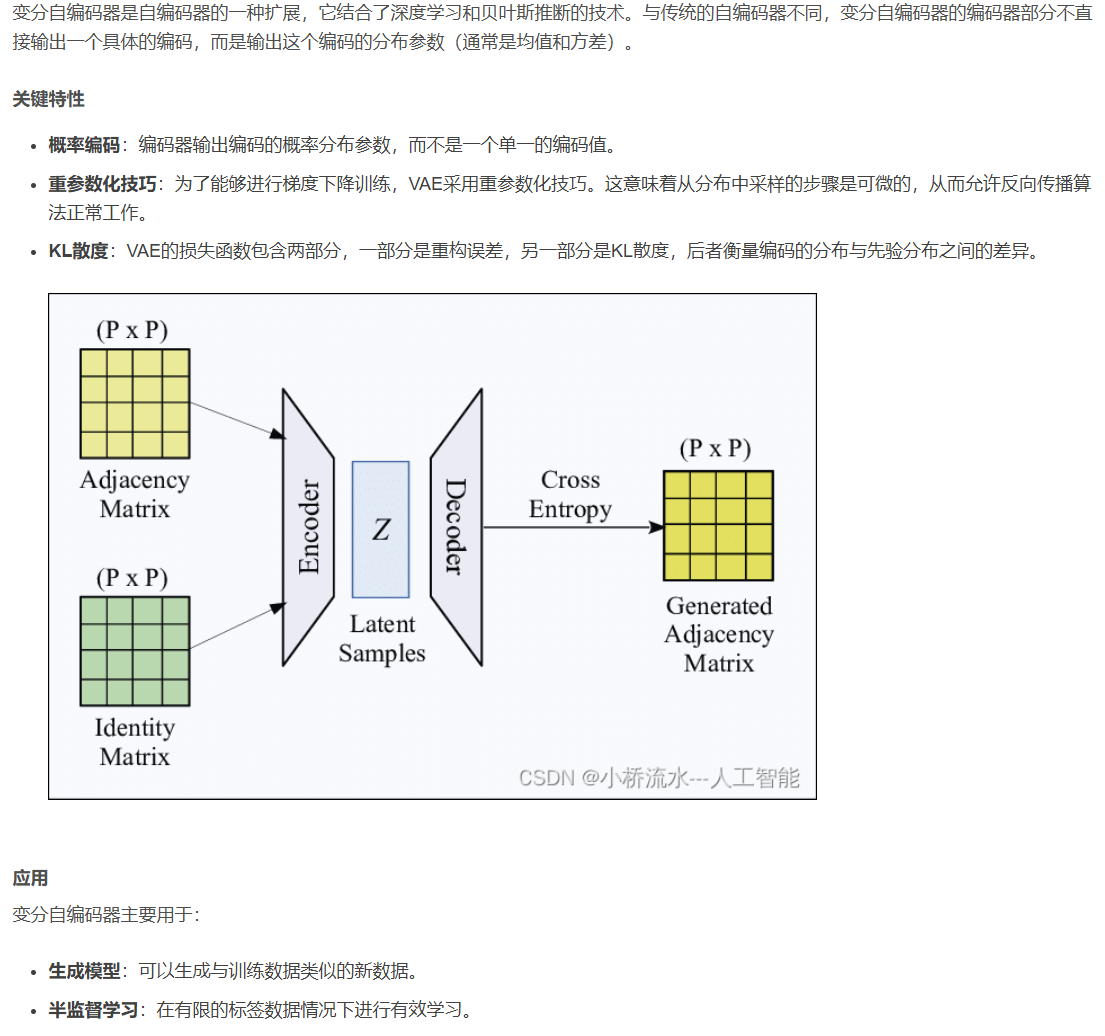 变分自编码器是自编码器的一种扩展，它结合了深度学习和贝叶斯推断的技术。与传统的自编码器不同，变分自编码器的编码器部分不直
接输出一个具体的编码，而是输出这个编码的分布参数（通常是均值和方差）。
关键特性
• 概率编码：编码器输出编码的概率分布参数，而不是一个单一的编码值。
• 重参数化技巧：为了能够进行梯度下降训练，VAE采用重参数化技巧。这意味着从分布中采样的步骤是可微的，从而允许反向传播算
法正常工作。
• KL散度：VAE的损失函数包含两部分，一部分是重构误差，另一部分是KL散度，后者衡量编码的分布与先验分布之间的差异。
(P x P)
Adjacency
Matrix
(P x P)
Identity
Matrix
Encoder
Z
Latent
Samples
Decoder
Cross
Entropy
(P x P)
Generated
Adjacency
Matrix
CSDN @小桥流水---人工智能
应用
变分自编码器主要用于：
• 生成模型：可以生成与训练数据类似的新数据。
• 半监督学习：在有限的标签数据情况下进行有效学习。